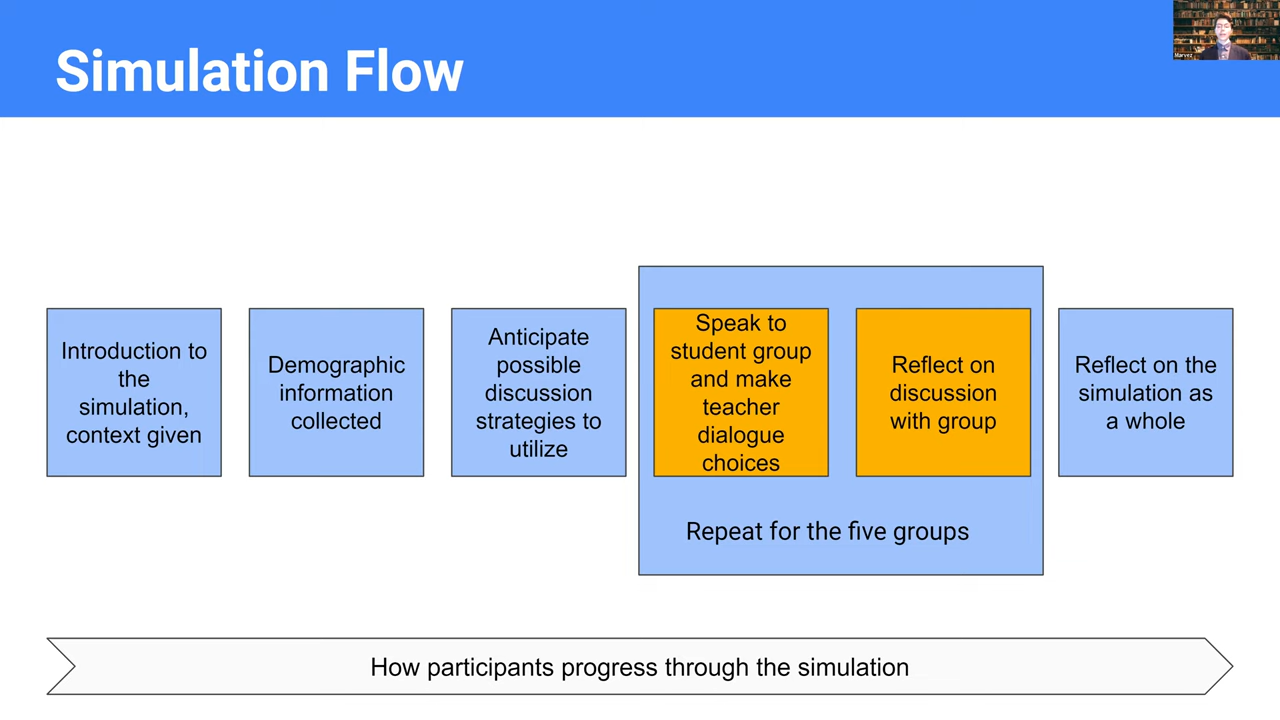 Simulation Flow
Marvez
Introduction to
the
simulation,
context given
Demographic
information
collected
Anticipate
possible
discussion
strategies to
utilize
Speak to
student group
and make
teacher
dialogue
choices
Reflect on
discussion
with group
Repeat for the five groups
Reflect on the
simulation as
a whole
How participants progress through the simulation